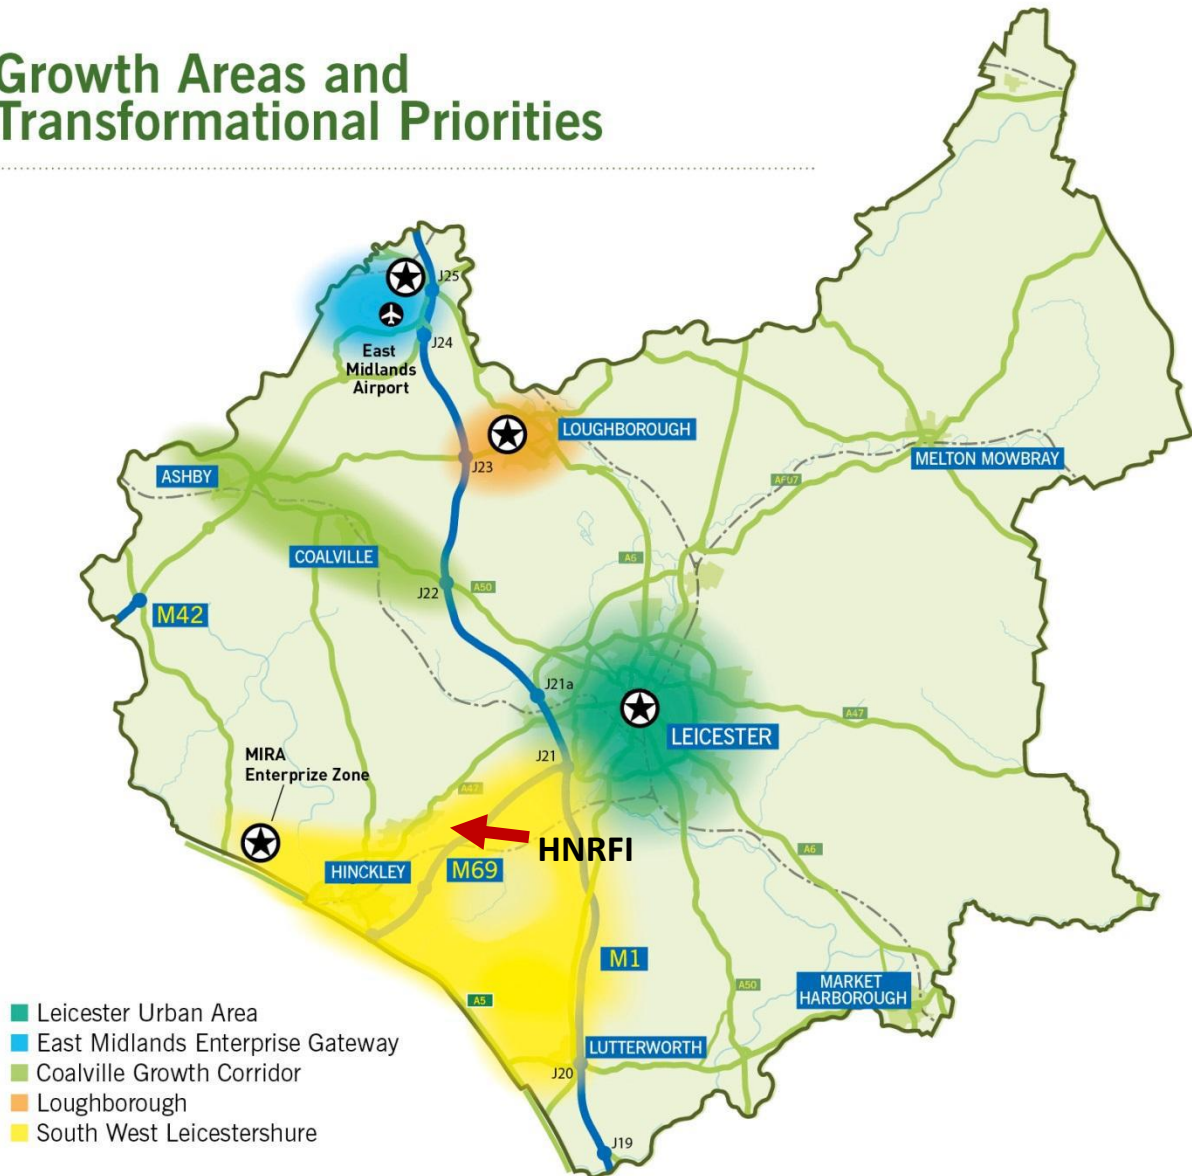 Growth Areas and
Transformational Priorities
J25
J24
East
Midlands
Airport
LOUGHBOROUGH
MELTON MOWBRAY
J23
ASHBY
AFU7
COALVILLE
A6
J22
A50
M42
J21a
LEICESTER
A47
J21
MIRA
Enterprize Zone
A47
HNRFI
HINCKLEY
M69
A6
M1
A50
MARKET
HARBOROUGH
A5
LUTTERWORTH
J20
J19
Leicester Urban Area
East Midlands Enterprise Gateway
Coalville Growth Corridor
Loughborough
South West Leicestershure